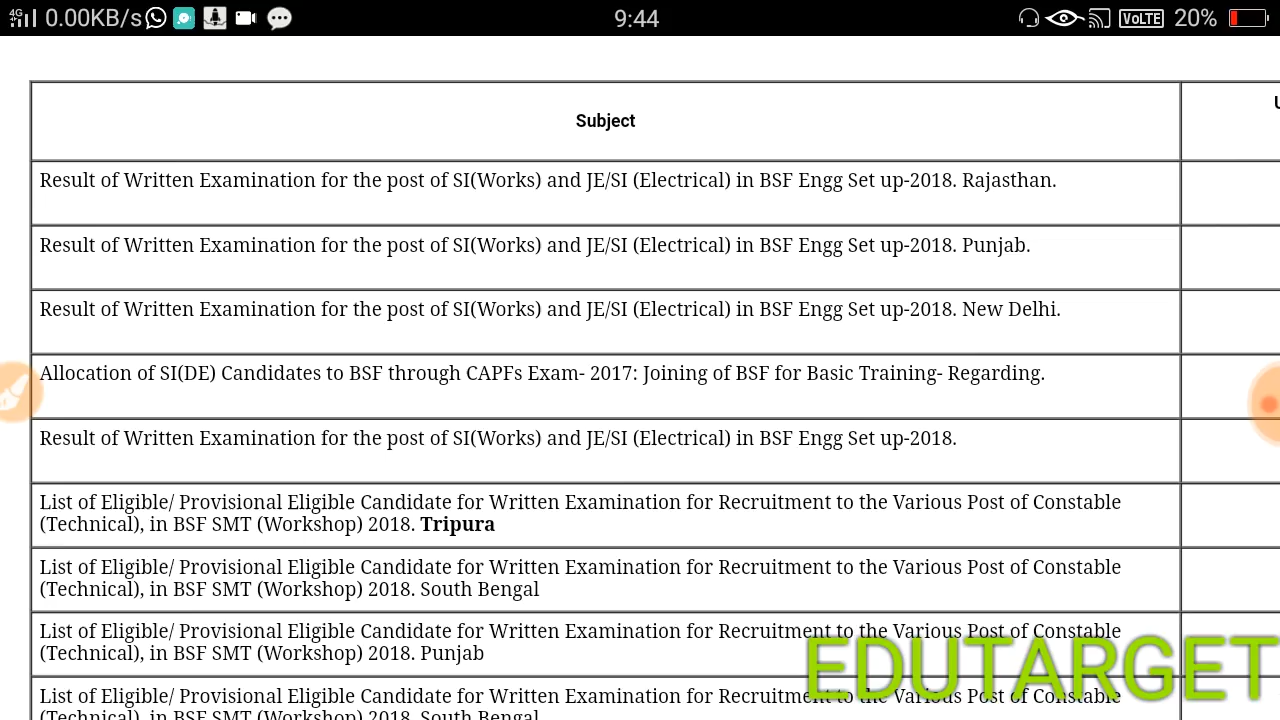 4G 0.00KB/s 9:44 VoLTE 20%
Subject
Result of Written Examination for the post of SI(Works) and JE/SI (Electrical) in BSF Engg Set up-2018. Rajasthan.
Result of Written Examination for the post of SI(Works) and JE/SI (Electrical) in BSF Engg Set up-2018. Punjab.
Result of Written Examination for the post of SI(Works) and JE/SI (Electrical) in BSF Engg Set up-2018. New Delhi.
Allocation of SI(DE) Candidates to BSF through CAPFs Exam- 2017: Joining of BSF for Basic Training- Regarding.
Result of Written Examination for the post of SI(Works) and JE/SI (Electrical) in BSF Engg Set up-2018.
List of Eligible/ Provisional Eligible Candidate for Written Examination for Recruitment to the Various Post of Constable
(Technical), in BSF SMT (Workshop) 2018. Tripura
List of Eligible/ Provisional Eligible Candidate for Written Examination for Recruitment to the Various Post of Constable
(Technical), in BSF SMT (Workshop) 2018. South Bengal
List of Eligible/ Provisional Eligible Candidate for Written Examination for Recruitment to the Various Post of Constable
(Technical), in BSF SMT (Workshop) 2018. Punjab
EDUTARGET
List of Eligible/ Provisional Eligible Candidate for Written Examination for Recruitment to the Various Post of Constable
(Technical), in BSF SMT (Workshop) 2018. South Bengal